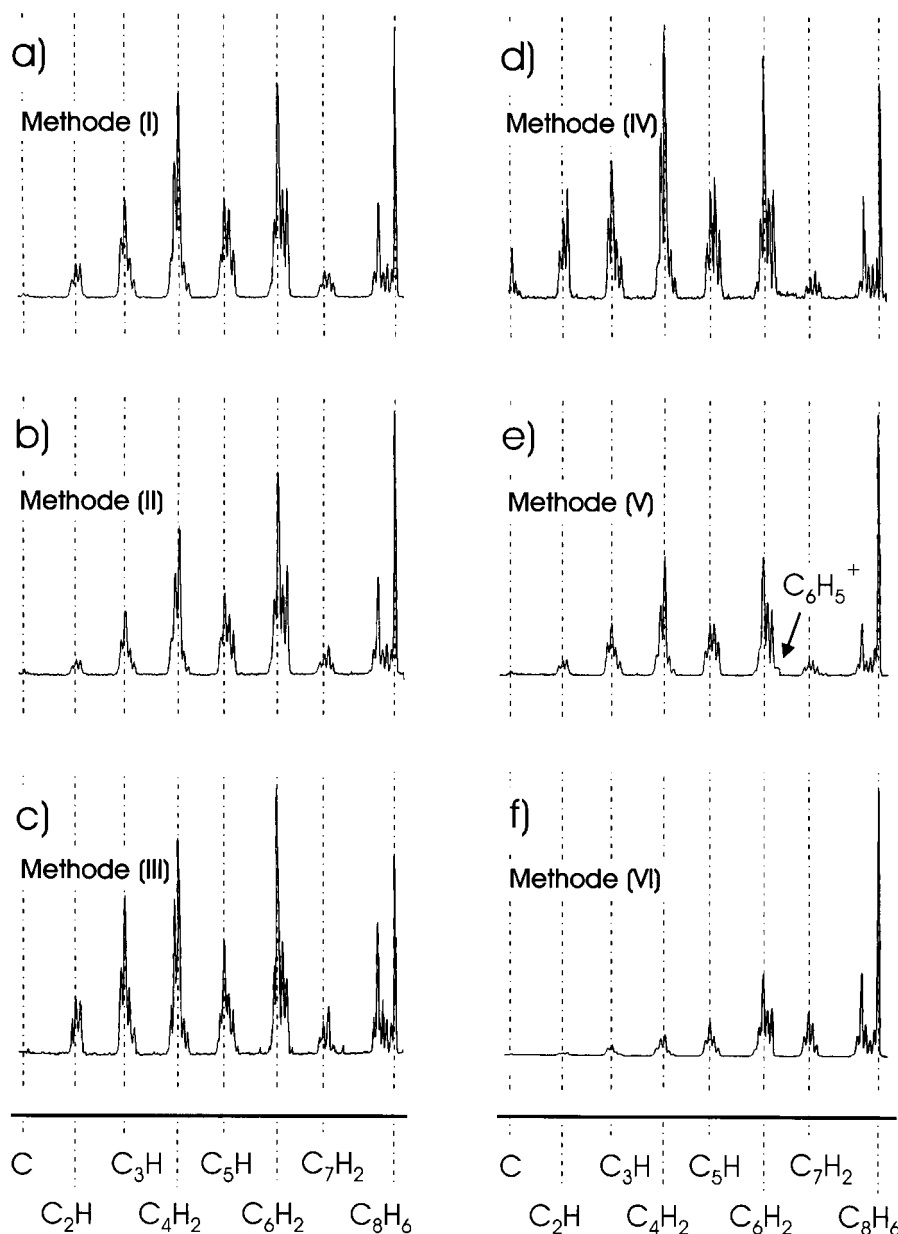 a)
Methode (I)
d)
Methode (IV)
b)
Methode (II)
e)
Methode (V)
C₆H₅⁺
c)
Methode (III)
f)
Methode (VI)
C C₃H C₅H C₇H₂
C₂H C₄H₂ C₆H₂ C₈H₆
C C₃H C₅H C₇H₂
C₂H C₄H₂ C₆H₂ C₈H₆